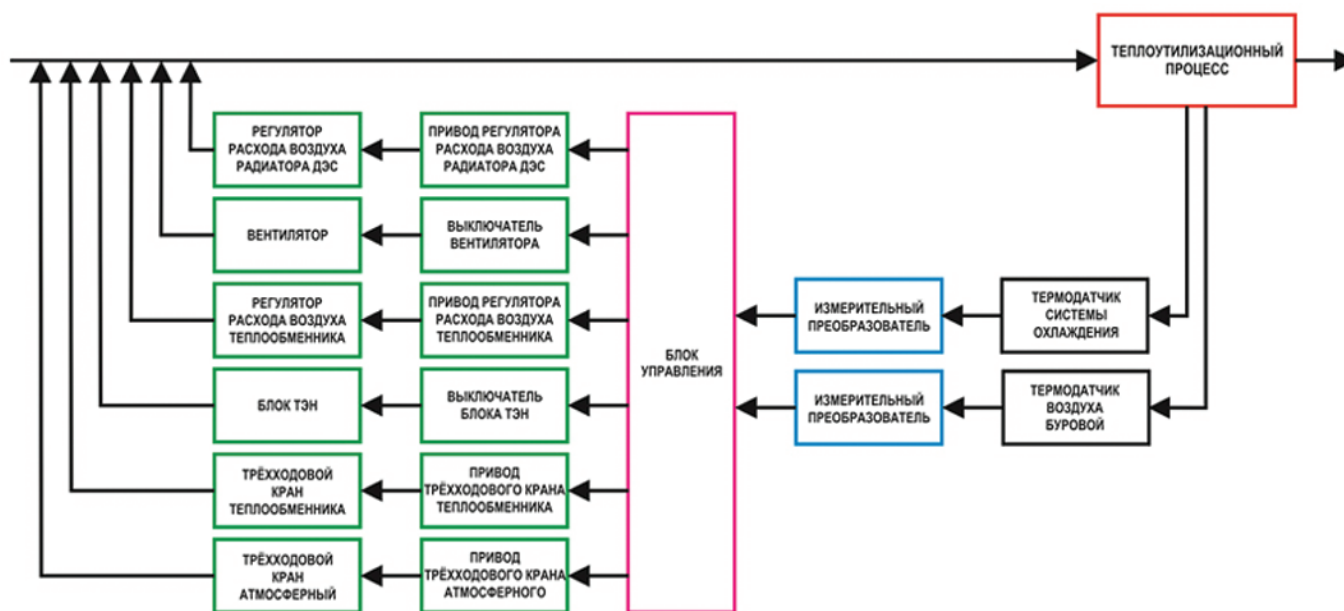 ТЕПЛОУТИЛИЗАЦИОННЫЙ
ПРОЦЕСС
РЕГУЛЯТОР
РАСХОДА ВОЗДУХА
РАДИАТОРА ДЭС
ПРИВОД РЕГУЛЯТОРА
РАСХОДА ВОЗДУХА
РАДИАТОРА ДЭС
ВЕНТИЛЯТОР
ВЫКЛЮЧАТЕЛЬ
ВЕНТИЛЯТОРА
РЕГУЛЯТОР
РАСХОДА ВОЗДУХА
ТЕПЛООБМЕННИКА
ПРИВОД РЕГУЛЯТОРА
РАСХОДА ВОЗДУХА
ТЕПЛООБМЕННИКА
БЛОК
УПРАВЛЕНИЯ
ИЗМЕРИТЕЛЬНЫЙ
ПРЕОБРАЗОВАТЕЛЬ
ТЕРМОДАТЧИК
СИСТЕМЫ
ОХЛАЖДЕНИЯ
БЛОК ТЭН
ВЫКЛЮЧАТЕЛЬ
БЛОКА ТЭН
ИЗМЕРИТЕЛЬНЫЙ
ПРЕОБРАЗОВАТЕЛЬ
ТЕРМОДАТЧИК
ВОЗДУХА
БУРОВОЙ
ТРЁХХОДОВОЙ
КРАН
ТЕПЛООБМЕННИКА
ПРИВОД
ТРЁХХОДОВОГО КРАНА
ТЕПЛООБМЕННИКА
ТРЁХХОДОВОЙ
КРАН
АТМОСФЕРНЫЙ
ПРИВОД
ТРЁХХОДОВОГО КРАНА
АТМОСФЕРНОГО